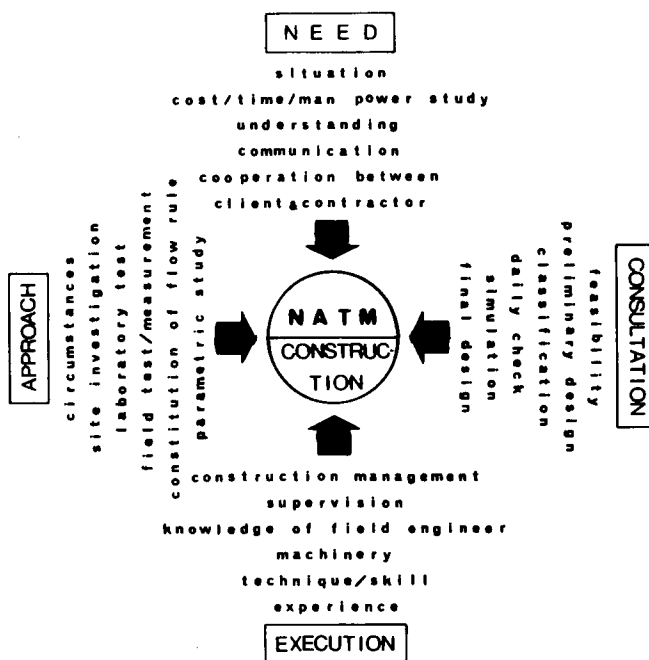 NEED
situation
cost/time/man power study
understanding
communication
cooperation between
client&contractor
APPROACH
circumstances
site investigation
laboratory test
field test/measurement
constitution of flow rule
parametric study
NATM
CONSTRUC-
TION
CONSULTATION
feasibility
preliminary design
classification
daily check
simulation
final design
construction management
supervision
knowledge of field engineer
machinery
technique/skill
experience
EXECUTION